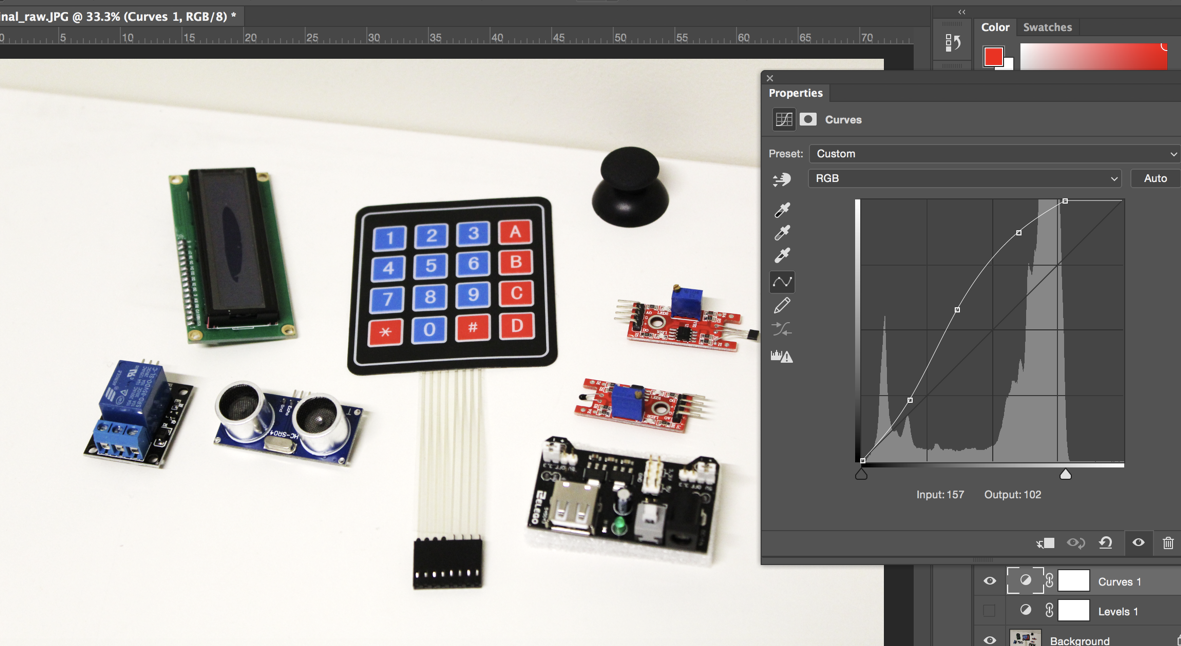 nal_raw.JPG @ 33.3% (Curves 1, RGB/8) *
0 5 10 15 20 25 30 35 40 45 50 55 60 65 70
Color Swatches
Properties
Curves
Preset: Custom
RGB Auto
1 2 3 A
4 5 6 B
7 8 9 C
* 0 # D
HC-SR04
ELEGOO
Input: 157 Output: 102
Curves 1
Levels 1
Background